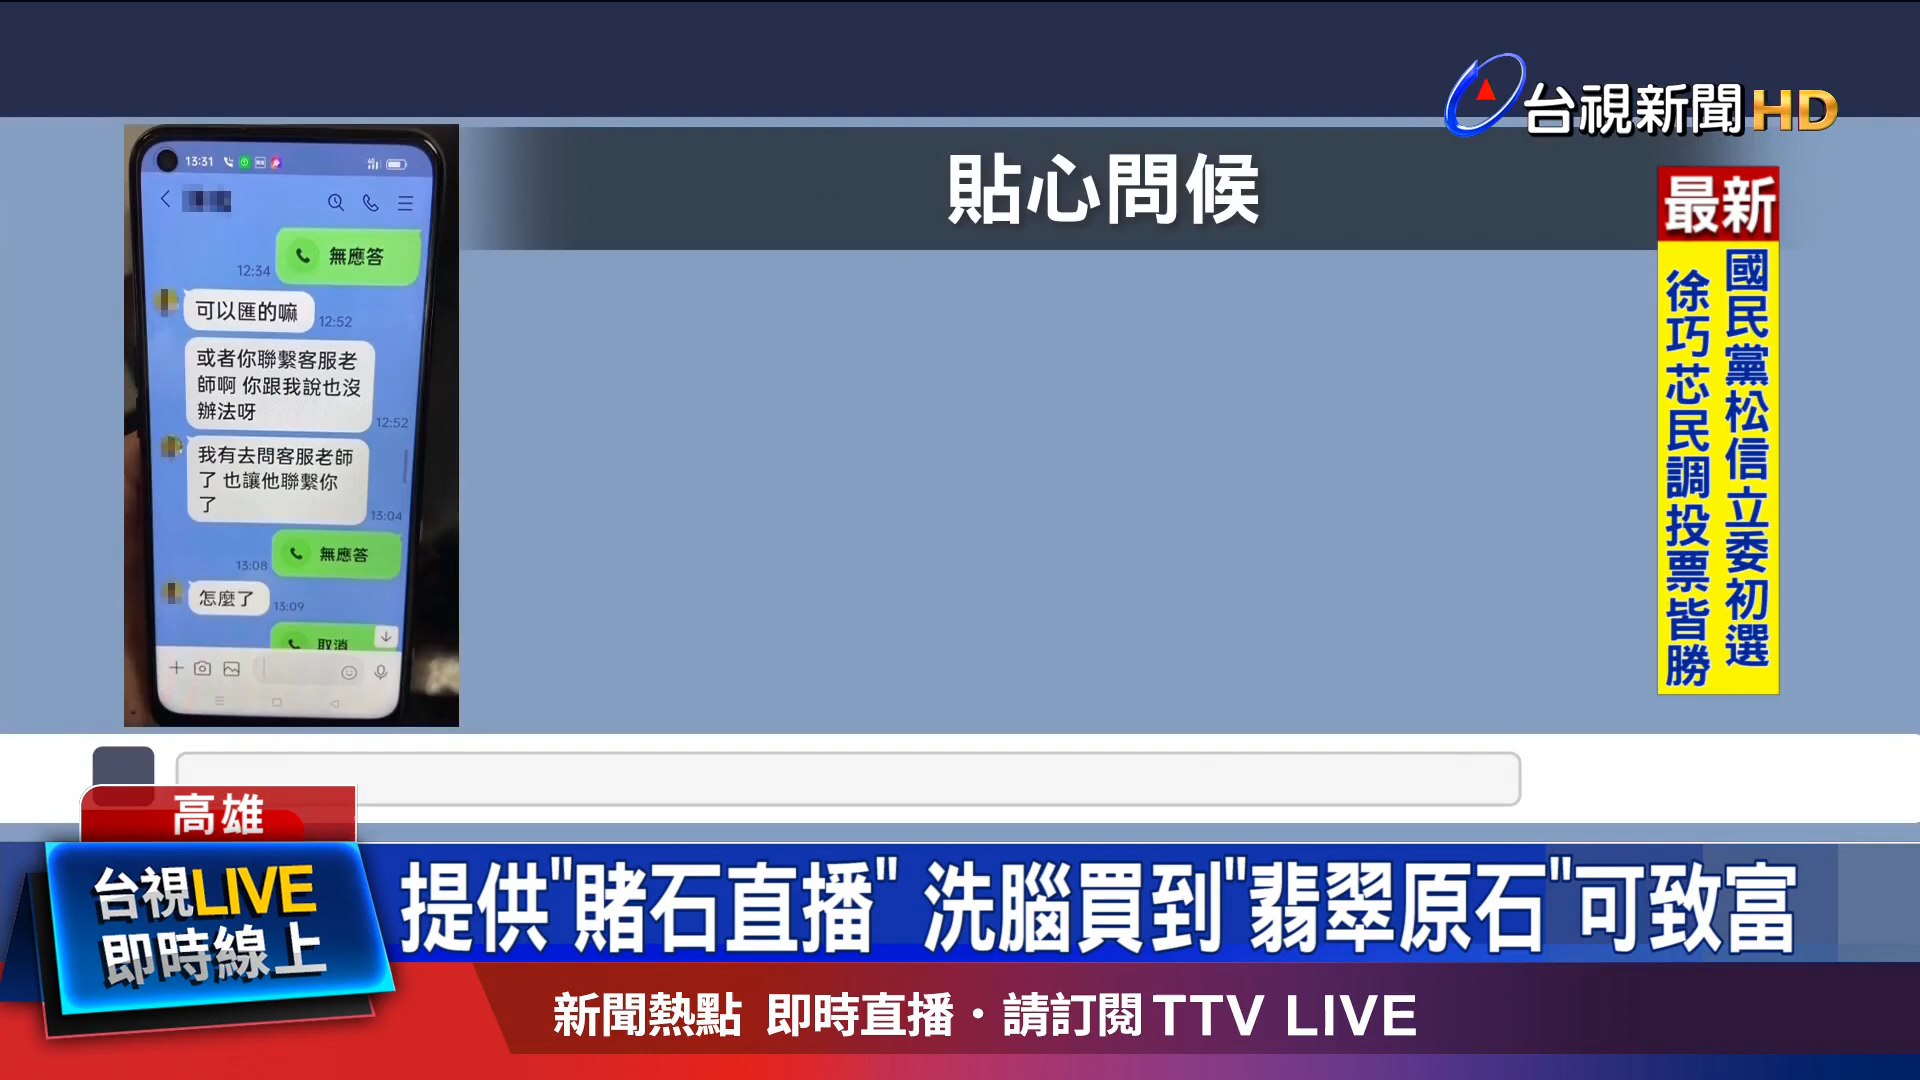 台視新聞HD
貼心問候
最新
國民黨松信立委初選
徐巧芯民調投票皆勝
13:31
無應答
12:34
可以匯的嘛
12:52
或者你聯繫客服老
師啊 你跟我說也沒
辦法呀
12:52
我有去問客服老師
了 也讓他聯繫你
了
13:04
無應答
13:08
怎麼了
13:09
取消
高雄
台視LIVE
即時線上
提供"賭石直播" 洗腦買到"翡翠原石"可致富
新聞熱點 即時直播・請訂閱TTV LIVE